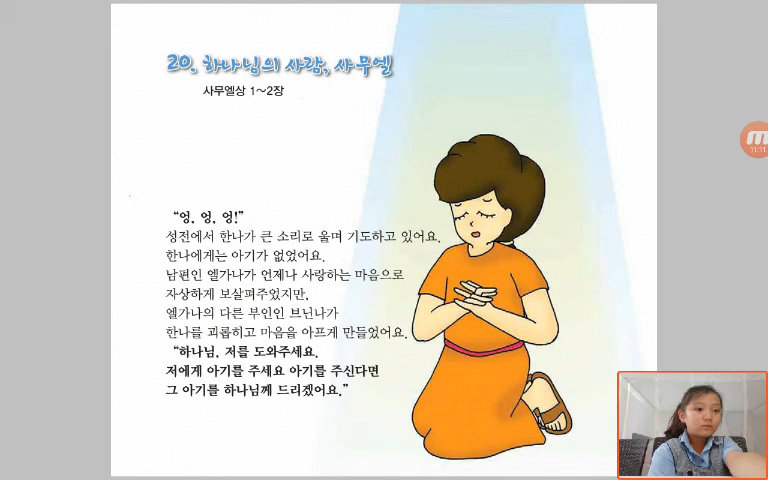 20. 하나님의 사람, 사무엘
사무엘상 1~2장
“엉, 엉, 엉!”
성전에서 한나가 큰 소리로 울며 기도하고 있어요.
한나에게는 아기가 없었어요.
남편인 엘가나가 언제나 사랑하는 마음으로
자상하게 보살펴주었지만,
엘가나의 다른 부인인 브닌나가
한나를 괴롭히고 마음을 아프게 만들었어요.
“하나님, 저를 도와주세요.
저에게 아기를 주세요 아기를 주신다면
그 아기를 하나님께 드리겠어요.”
11:11